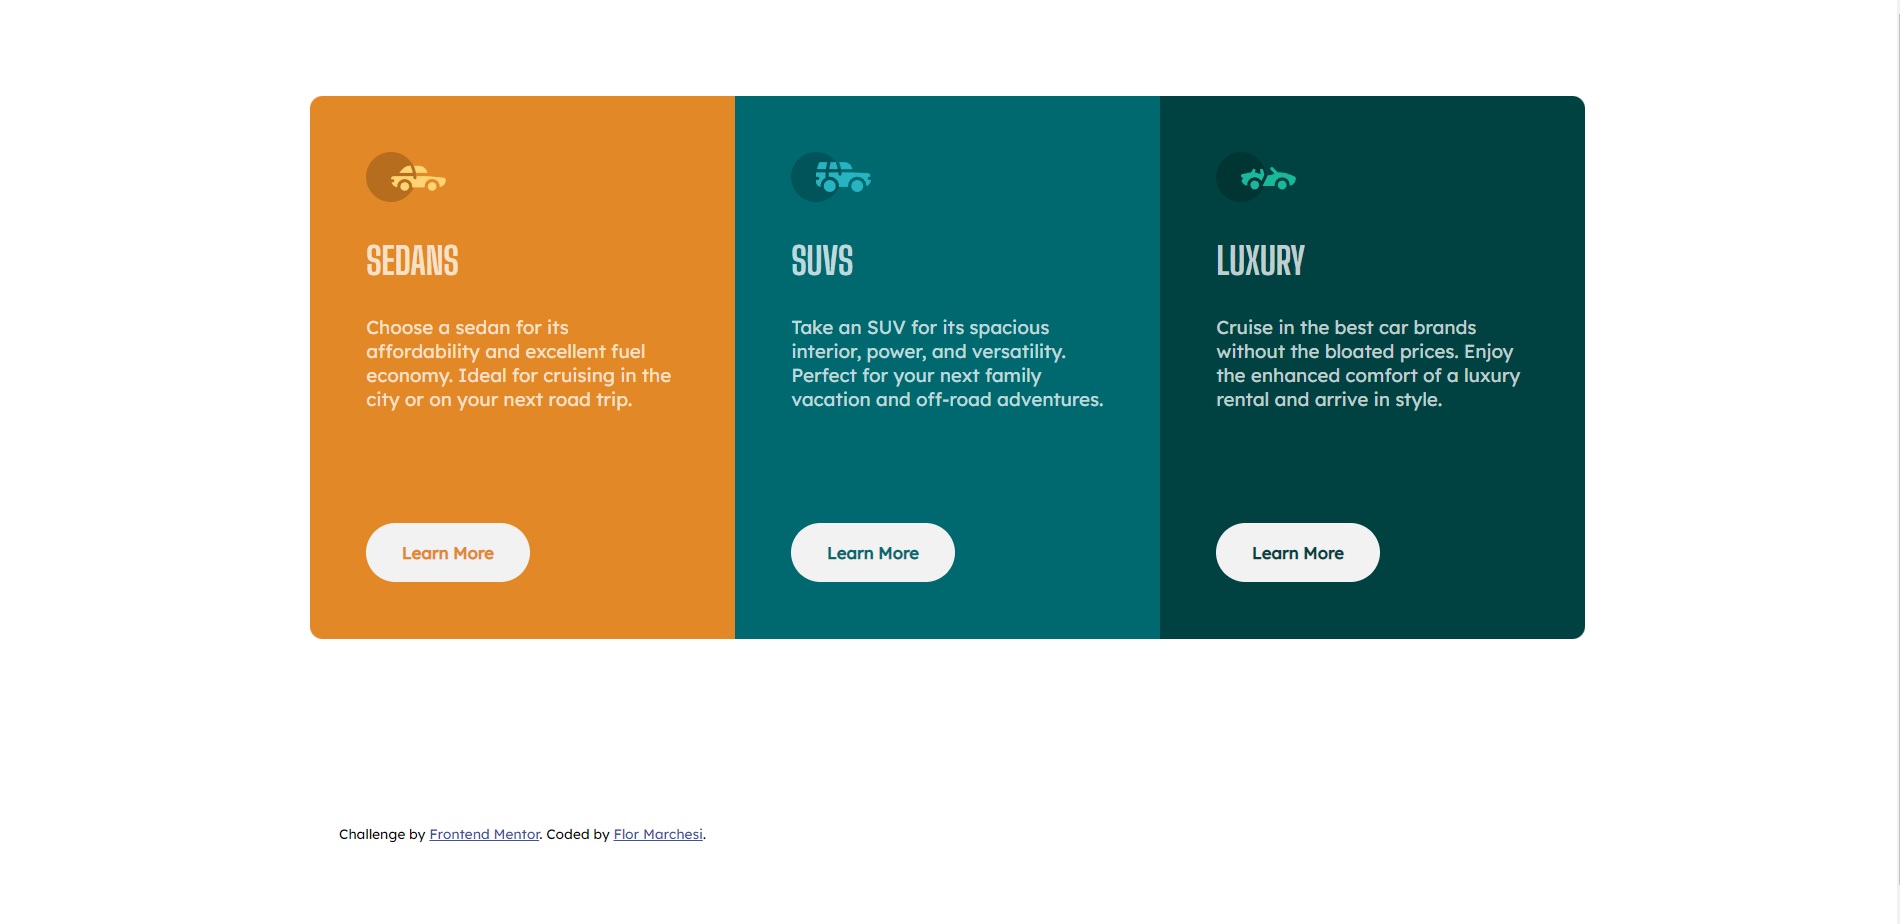 SEDANS
Choose a sedan for its
affordability and excellent fuel
economy. Ideal for cruising in the
city or on your next road trip.
Learn More
SUVS
Take an SUV for its spacious
interior, power, and versatility.
Perfect for your next family
vacation and off-road adventures.
Learn More
LUXURY
Cruise in the best car brands
without the bloated prices. Enjoy
the enhanced comfort of a luxury
rental and arrive in style.
Learn More
Challenge by Frontend Mentor. Coded by Flor Marchesi.